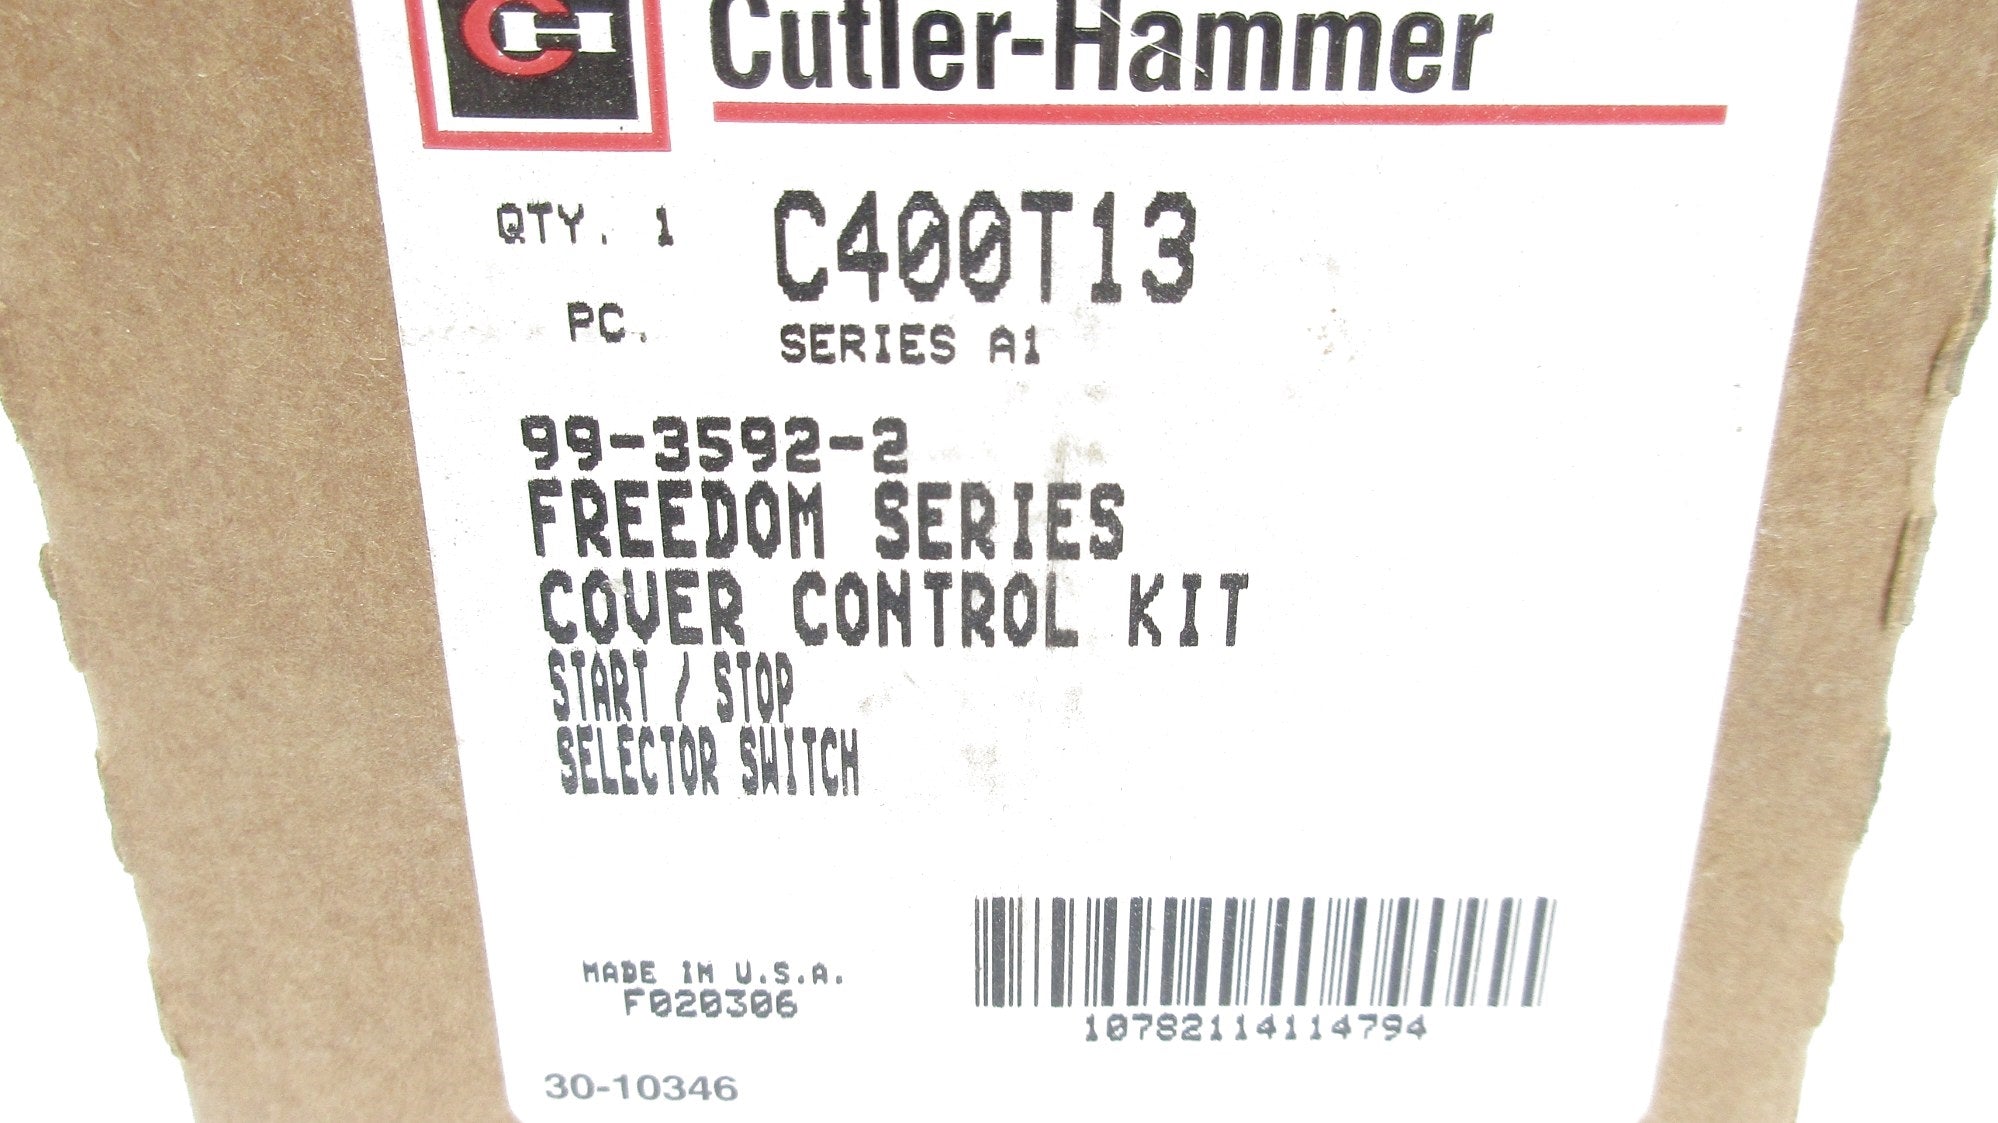 CH Cutler-Hammer
QTY. 1 C400T13
PC. SERIES A1
99-3592-2
FREEDOM SERIES
COVER CONTROL KIT
START / STOP
SELECTOR SWITCH
MADE IN U.S.A.
F020306
10782114114794
30-10346